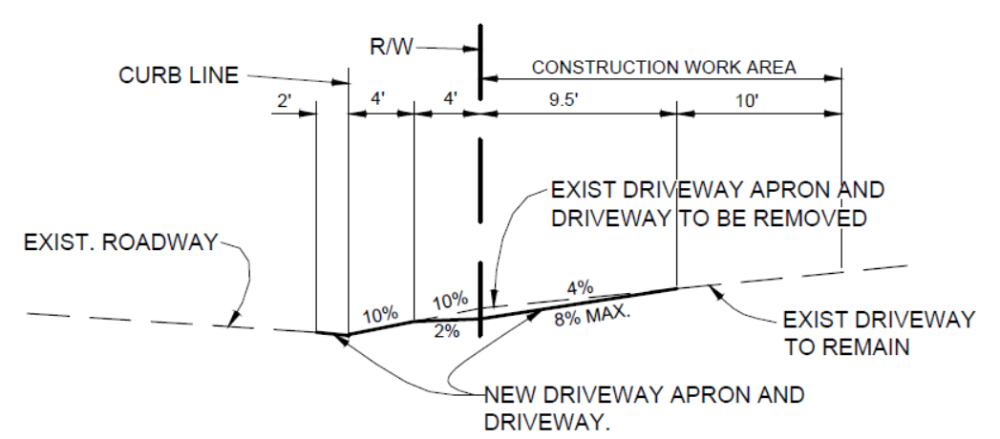 R/W
CURB LINE
CONSTRUCTION WORK AREA
2'
4'
4'
9.5'
10'
EXIST DRIVEWAY APRON AND
DRIVEWAY TO BE REMOVED
EXIST. ROADWAY
10%
10%
4%
2%
8% MAX.
EXIST DRIVEWAY
TO REMAIN
NEW DRIVEWAY APRON AND
DRIVEWAY.